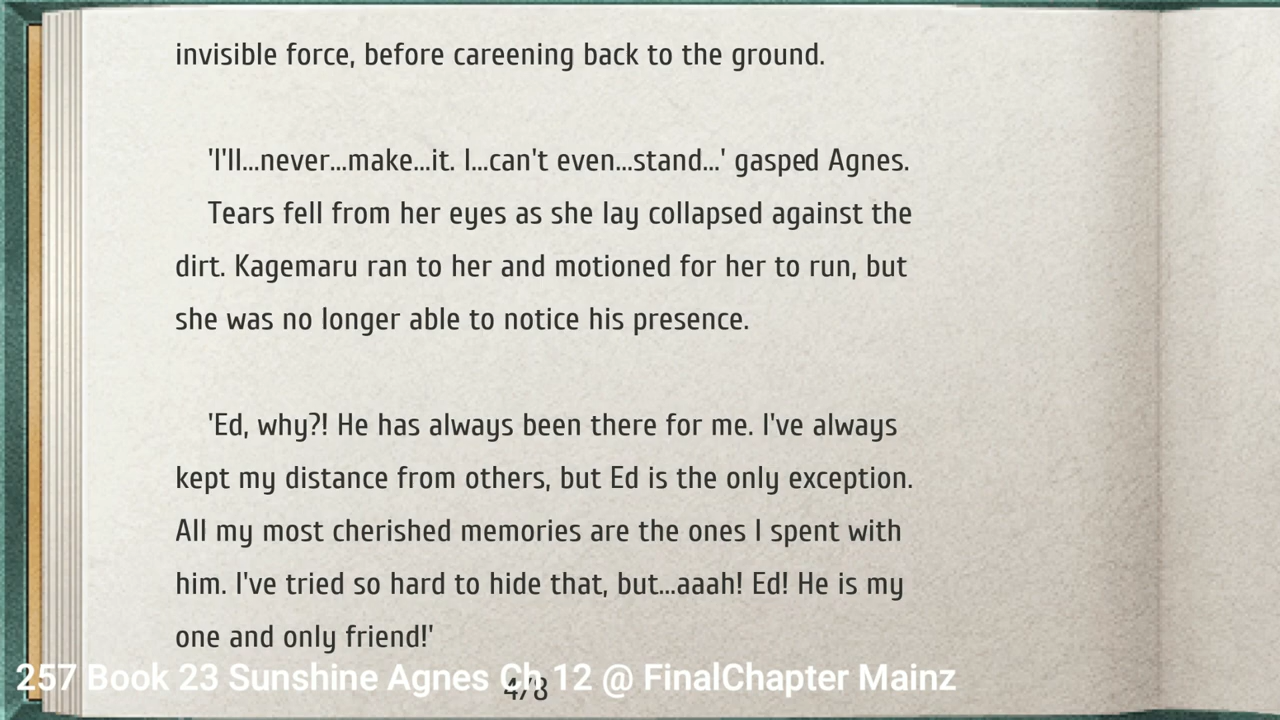 invisible force, before careening back to the ground.
'I'll...never...make...it. I...can't even...stand...' gasped Agnes.
Tears fell from her eyes as she lay collapsed against the
dirt. Kagemaru ran to her and motioned for her to run, but
she was no longer able to notice his presence.
'Ed, why?! He has always been there for me. I've always
kept my distance from others, but Ed is the only exception.
All my most cherished memories are the ones I spent with
him. I've tried so hard to hide that, but...aaah! Ed! He is my
one and only friend!'
257 Book 23 Sunshine Agnes Ch 12 @ FinalChapter Mainz
4/8